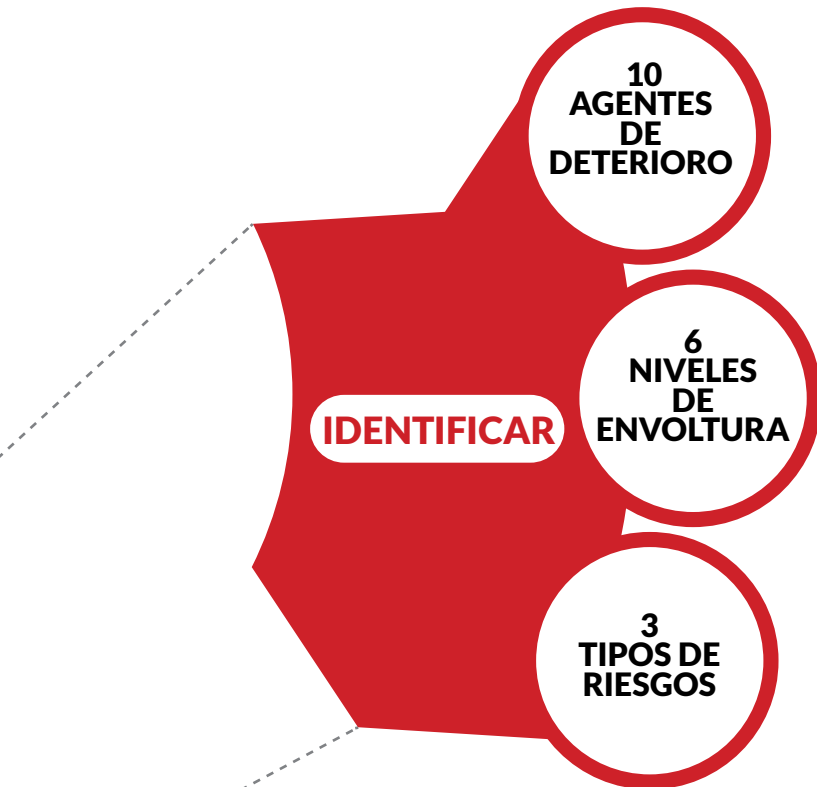 10
AGENTES
DE
DETERIORO
6
NIVELES
DE
ENVOLTURA
IDENTIFICAR
3
TIPOS DE
RIESGOS